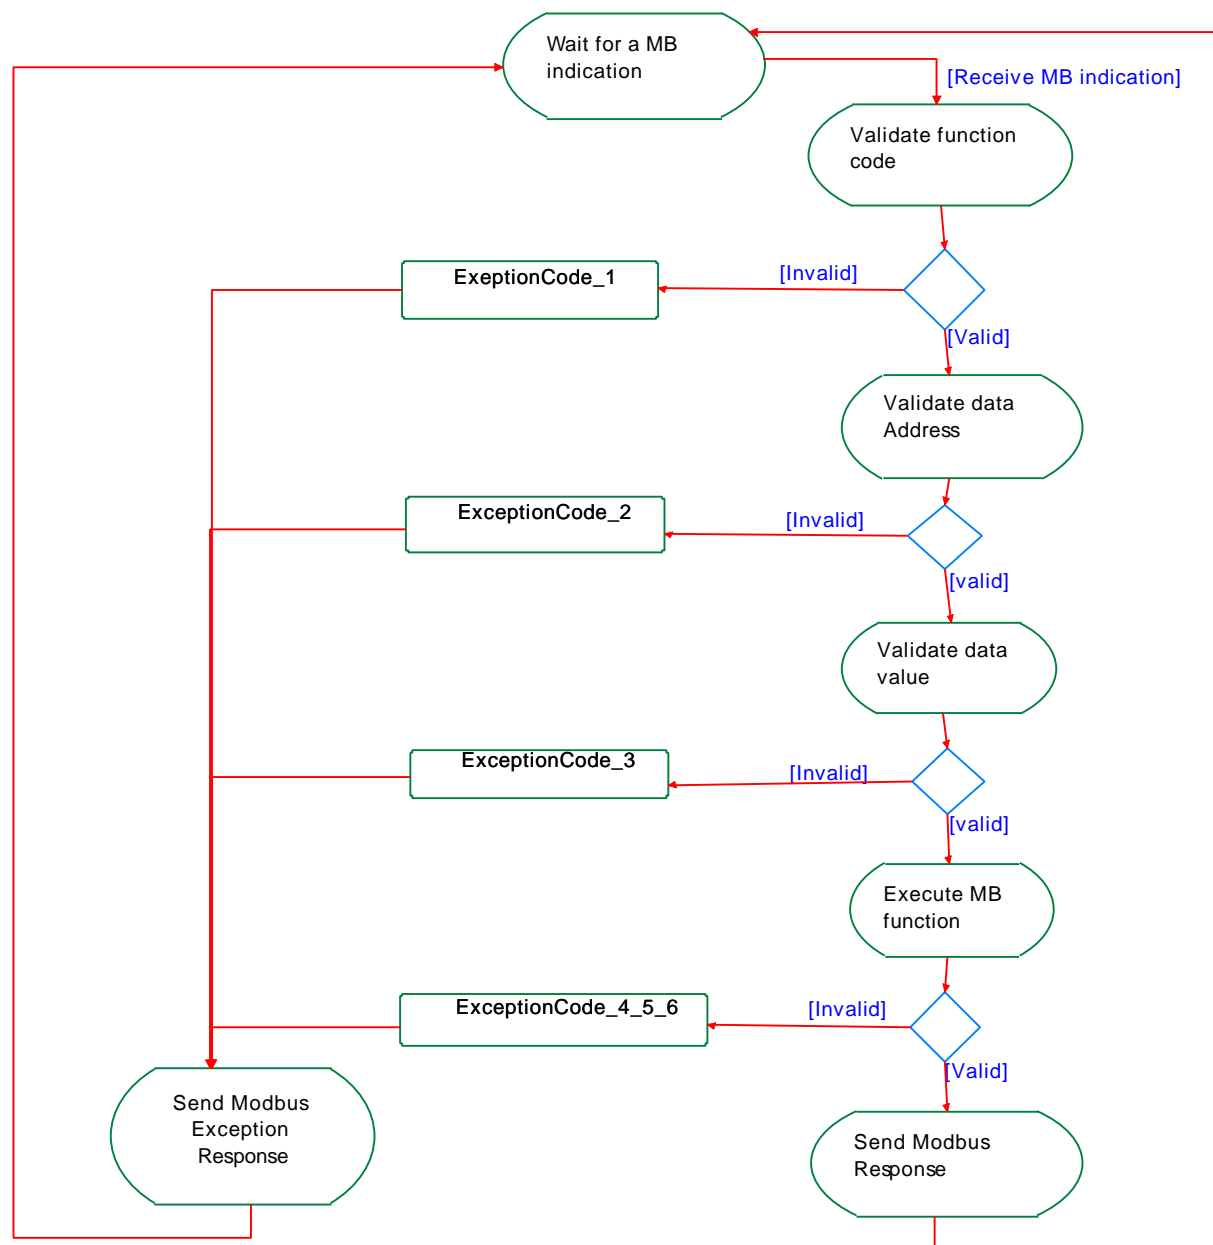 Wait for a MB
indication
[Receive MB indication]
Validate function
code
ExeptionCode_1
[Invalid]
[Valid]
Validate data
Address
ExceptionCode_2
[Invalid]
[valid]
Validate data
value
ExceptionCode_3
[Invalid]
[valid]
Execute MB
function
ExceptionCode_4_5_6
[Invalid]
[Valid]
Send Modbus
Exception
Response
Send Modbus
Response